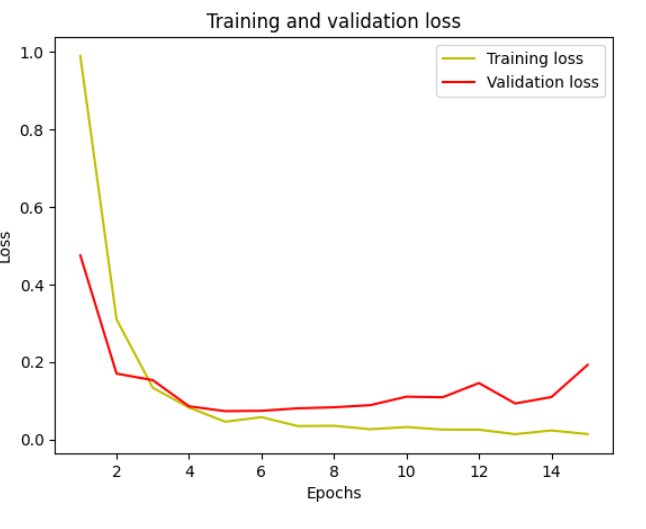 Training and validation loss
Training loss
Validation loss
1.0
0.8
0.6
0.4
0.2
0.0
Loss
2 4 6 8 10 12 14
Epochs